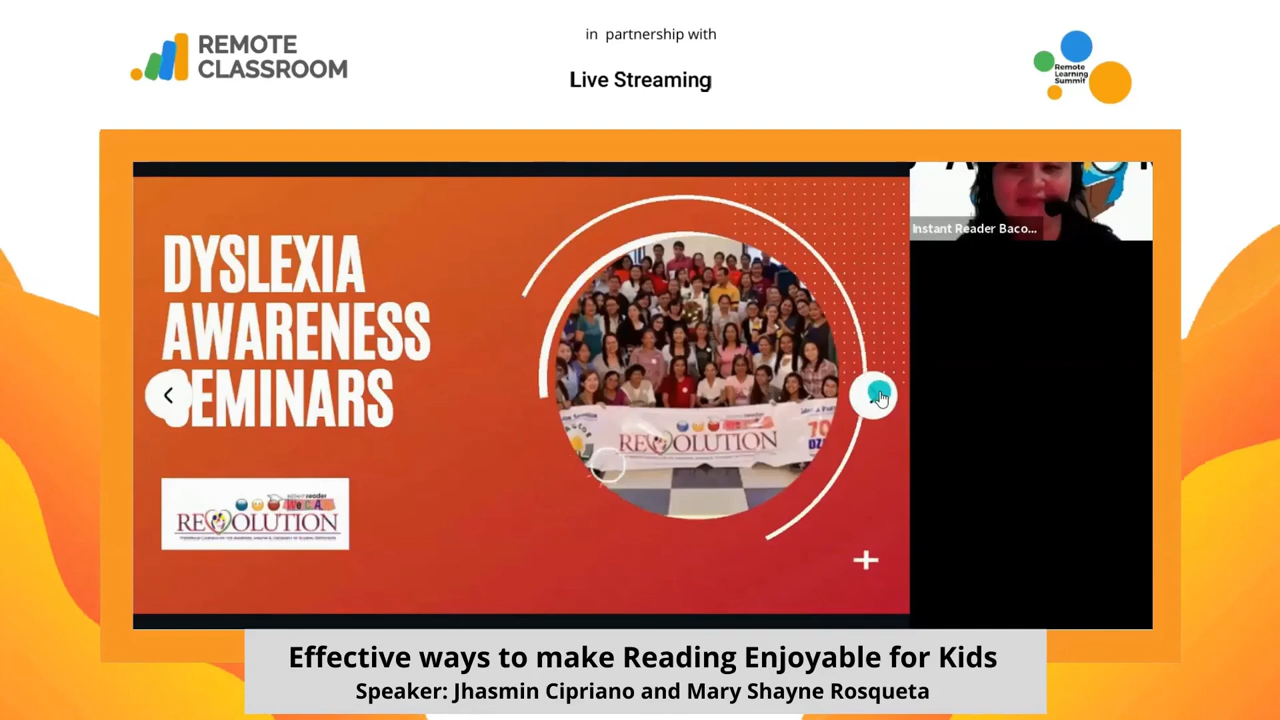 REMOTE
CLASSROOM
in partnership with
Live Streaming
Remote
Learning
Summit
DYSLEXIA
AWARENESS
SEMINARS
REVOLUTION
REVOLUTION
Instant Reader Baco...
Effective ways to make Reading Enjoyable for Kids
Speaker: Jhasmin Cipriano and Mary Shayne Rosqueta